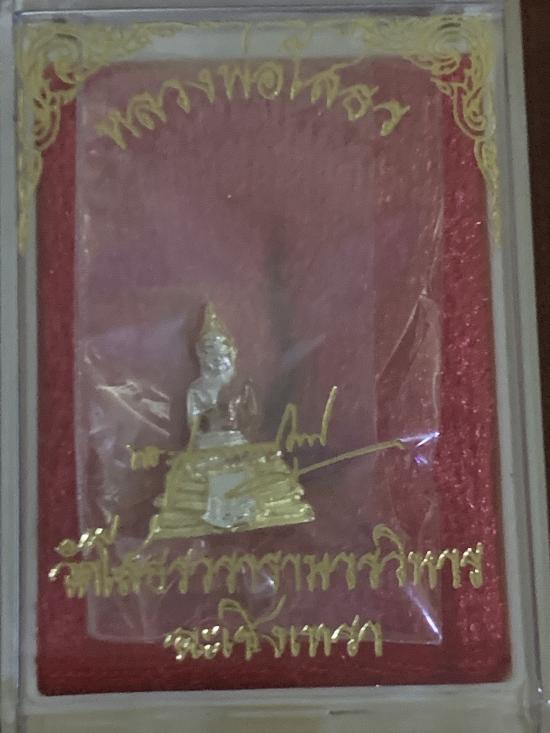 หลวงพ่อโสธร
วัดโสธรวรารามวรวิหาร
ฉะเชิงเทรา